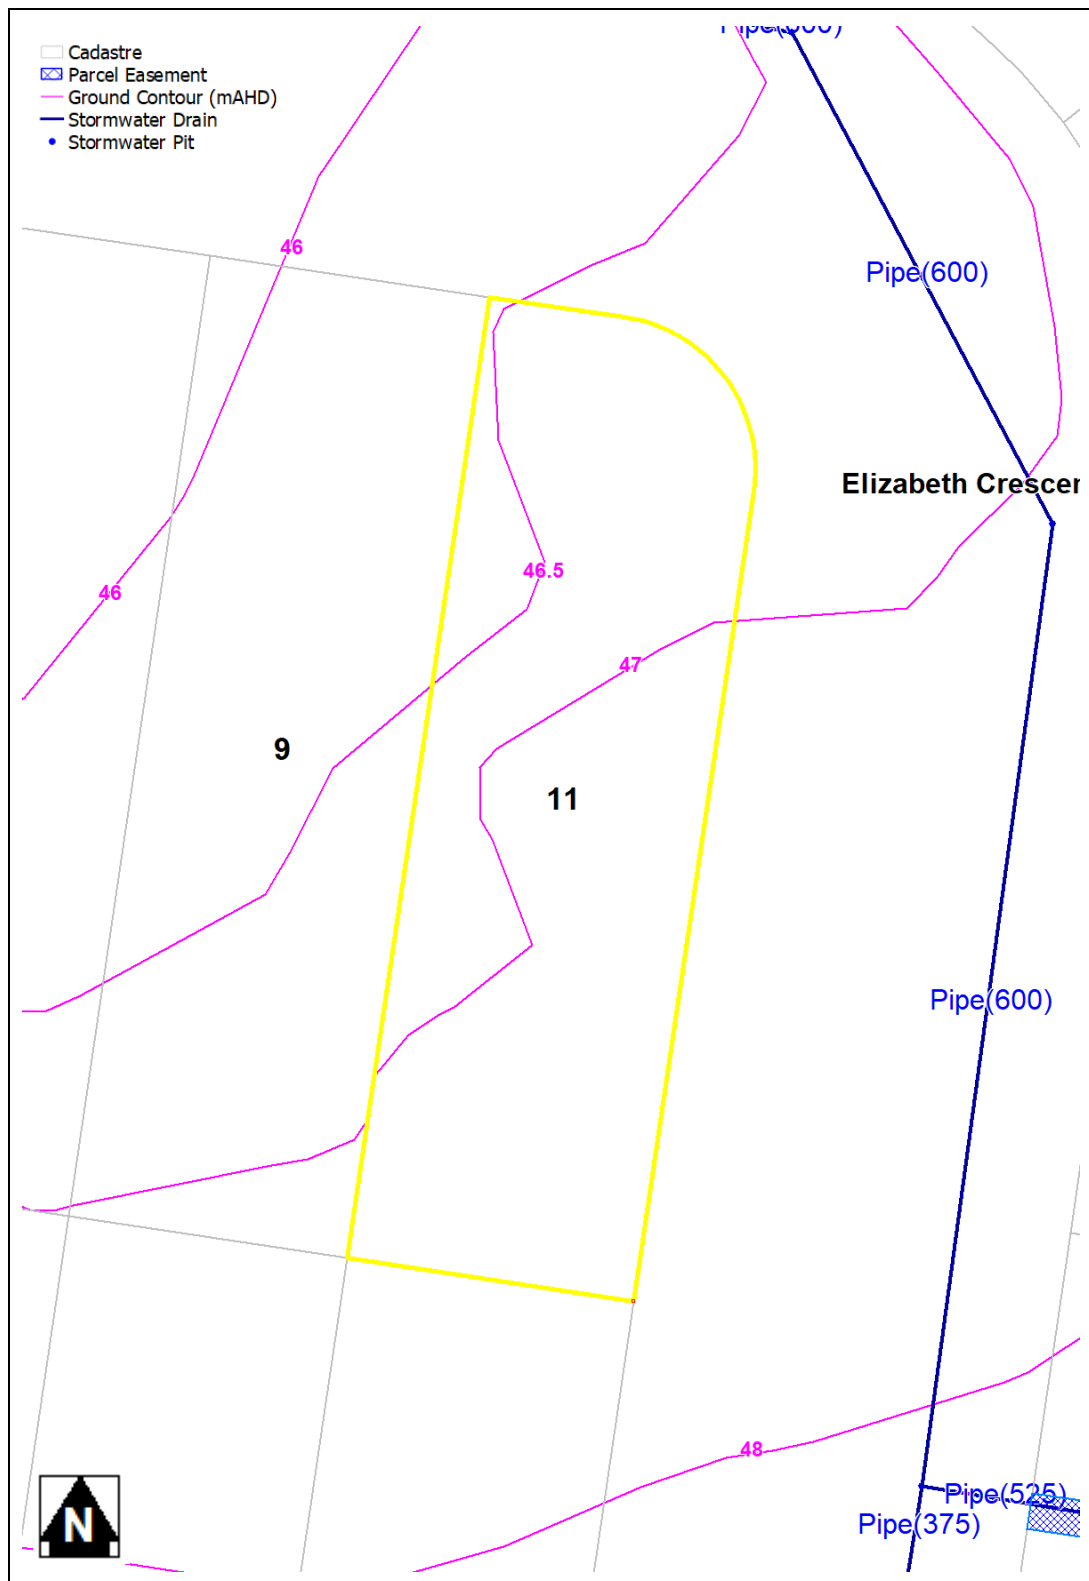 Cadastre
Parcel Easement
Ground Contour (mAHD)
Stormwater Drain
Stormwater Pit
46
Pipe(600)
Elizabeth
46.5
46
47
9
11
Pipe(600)
48
Pipe(525)
Pipe(375)
N